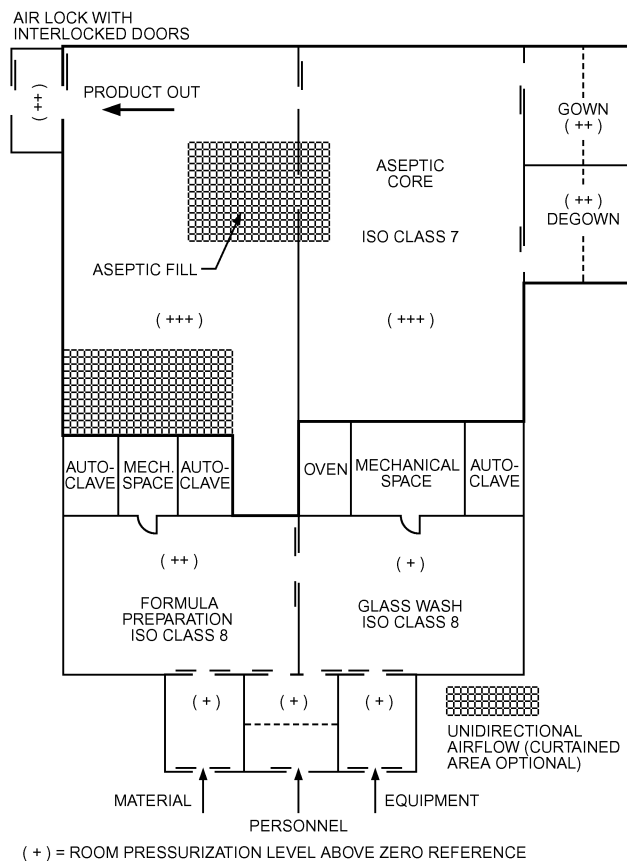 AIR LOCK WITH
INTERLOCKED DOORS
( ++ )
PRODUCT OUT
GOWN
( ++ )
ASEPTIC
CORE
( ++ )
DEGOWN
ISO CLASS 7
ASEPTIC FILL
( +++ )
( +++ )
AUTO-
CLAVE
MECH.
SPACE
AUTO-
CLAVE
OVEN
MECHANICAL
SPACE
AUTO-
CLAVE
( ++ )
( + )
FORMULA
PREPARATION
ISO CLASS 8
GLASS WASH
ISO CLASS 8
( + )
( + )
( + )
UNIDIRECTIONAL
AIRFLOW (CURTAINED
AREA OPTIONAL)
MATERIAL
EQUIPMENT
PERSONNEL
( + ) = ROOM PRESSURIZATION LEVEL ABOVE ZERO REFERENCE